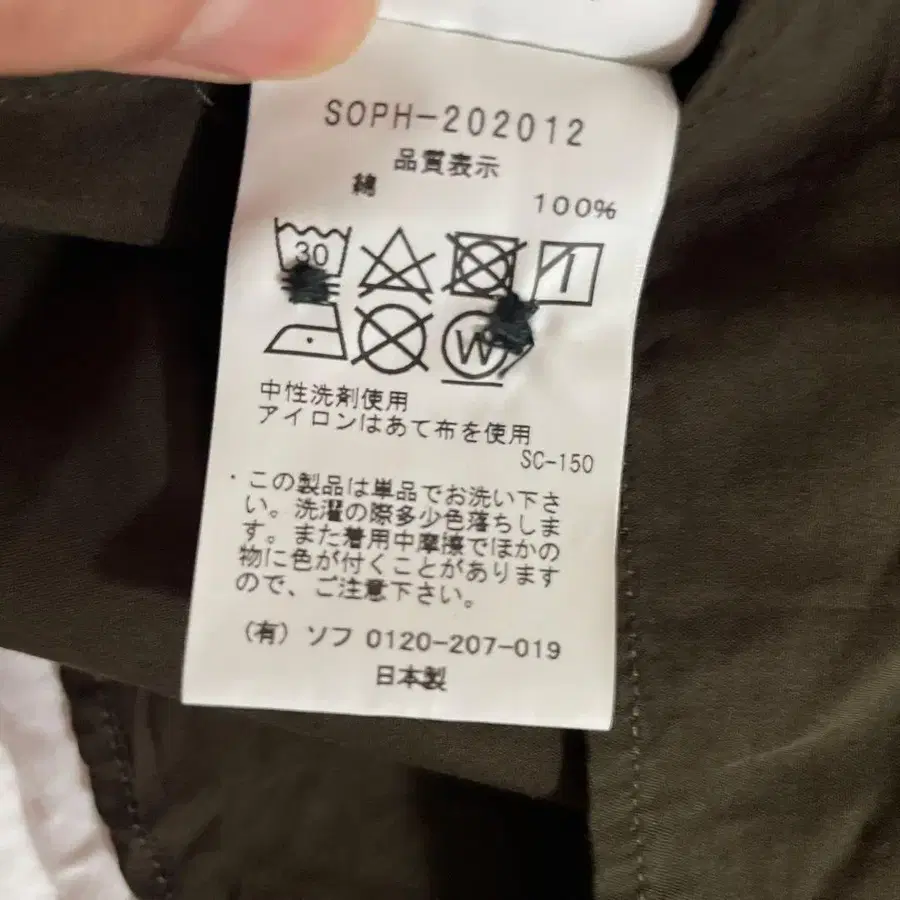 SOPH-202012
品質表示
綿 100%
30
W
中性洗剤使用
アイロンはあて布を使用
SC-150
・この製品は単品でお洗い下さ
い。洗濯の際多少色落ちしま
す。また着用中摩擦でほかの
物に色が付くことがあります
ので、ご注意下さい。
(有) ソフ 0120-207-019
日本製